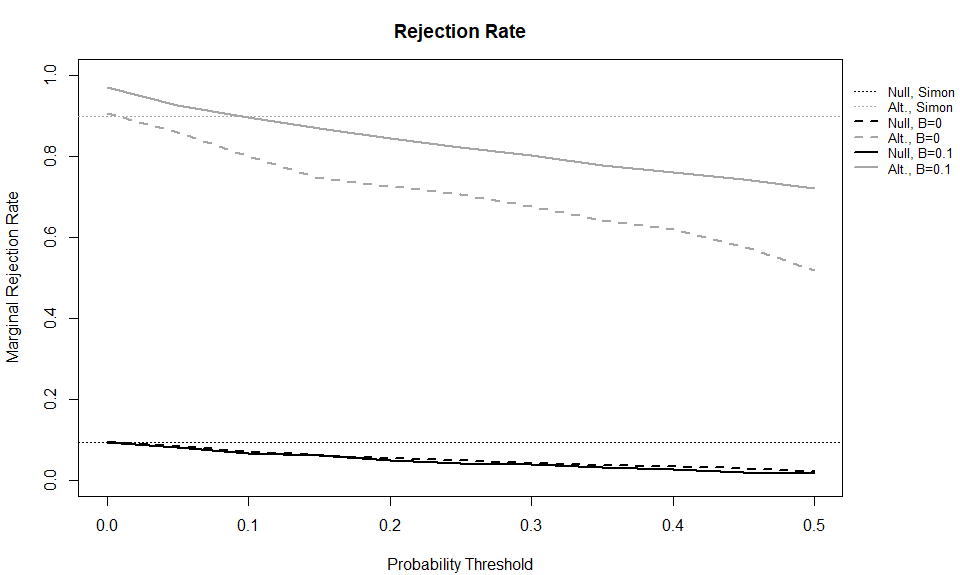 Rejection Rate
Marginal Rejection Rate
1.0
0.8
0.6
0.4
0.2
0.0
0.0 0.1 0.2 0.3 0.4 0.5
Probability Threshold
Null, Simon
Alt., Simon
Null, B=0
Alt., B=0
Null, B=0.1
Alt., B=0.1